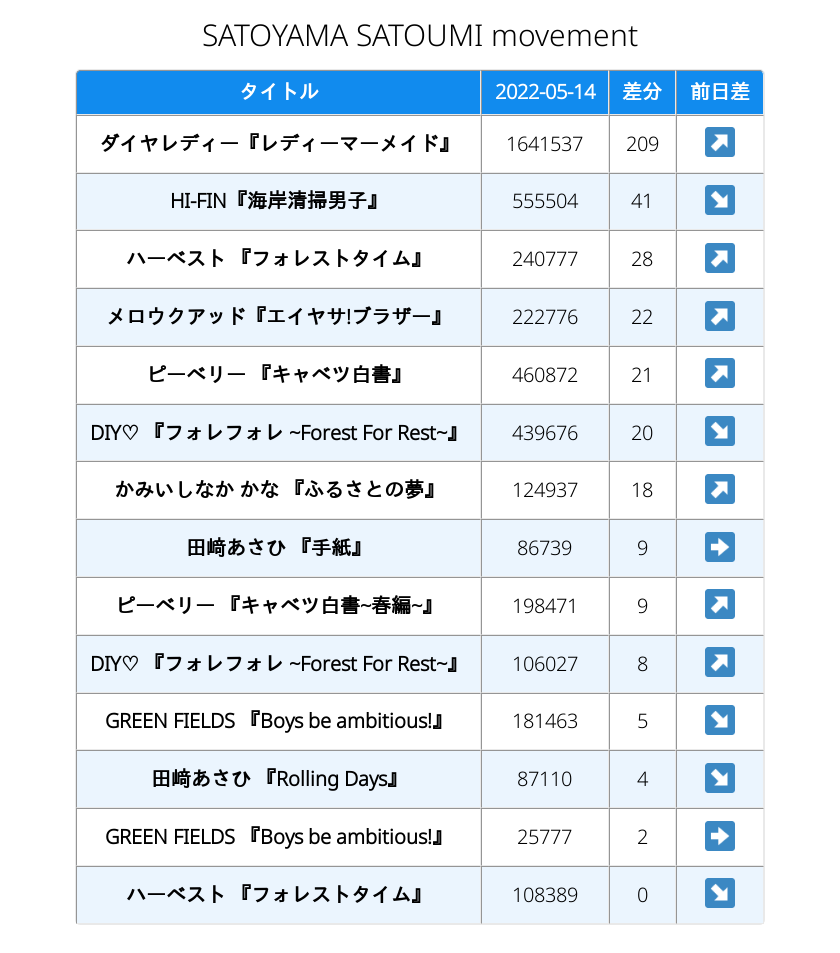 SATOYAMA SATOUMI movement
タイトル 2022-05-14 差分 前日差
ダイヤレディー『レディーマーメイド』 1641537 209 ↗
HI-FIN『海岸清掃男子』 555504 41 ↘
ハーベスト 『フォレストタイム』 240777 28 ↗
メロウクアッド『エイヤサ!ブラザー』 222776 22 ↗
ピーベリー 『キャベツ白書』 460872 21 ↗
DIY♡ 『フォレフォレ ~Forest For Rest~』 439676 20 ↘
かみいしなか かな 『ふるさとの夢』 124937 18 ↗
田﨑あさひ 『手紙』 86739 9 ➡
ピーベリー 『キャベツ白書~春編~』 198471 9 ↗
DIY♡ 『フォレフォレ ~Forest For Rest~』 106027 8 ↗
GREEN FIELDS 『Boys be ambitious!』 181463 5 ↘
田﨑あさひ 『Rolling Days』 87110 4 ↘
GREEN FIELDS 『Boys be ambitious!』 25777 2 ➡
ハーベスト 『フォレストタイム』 108389 0 ↘